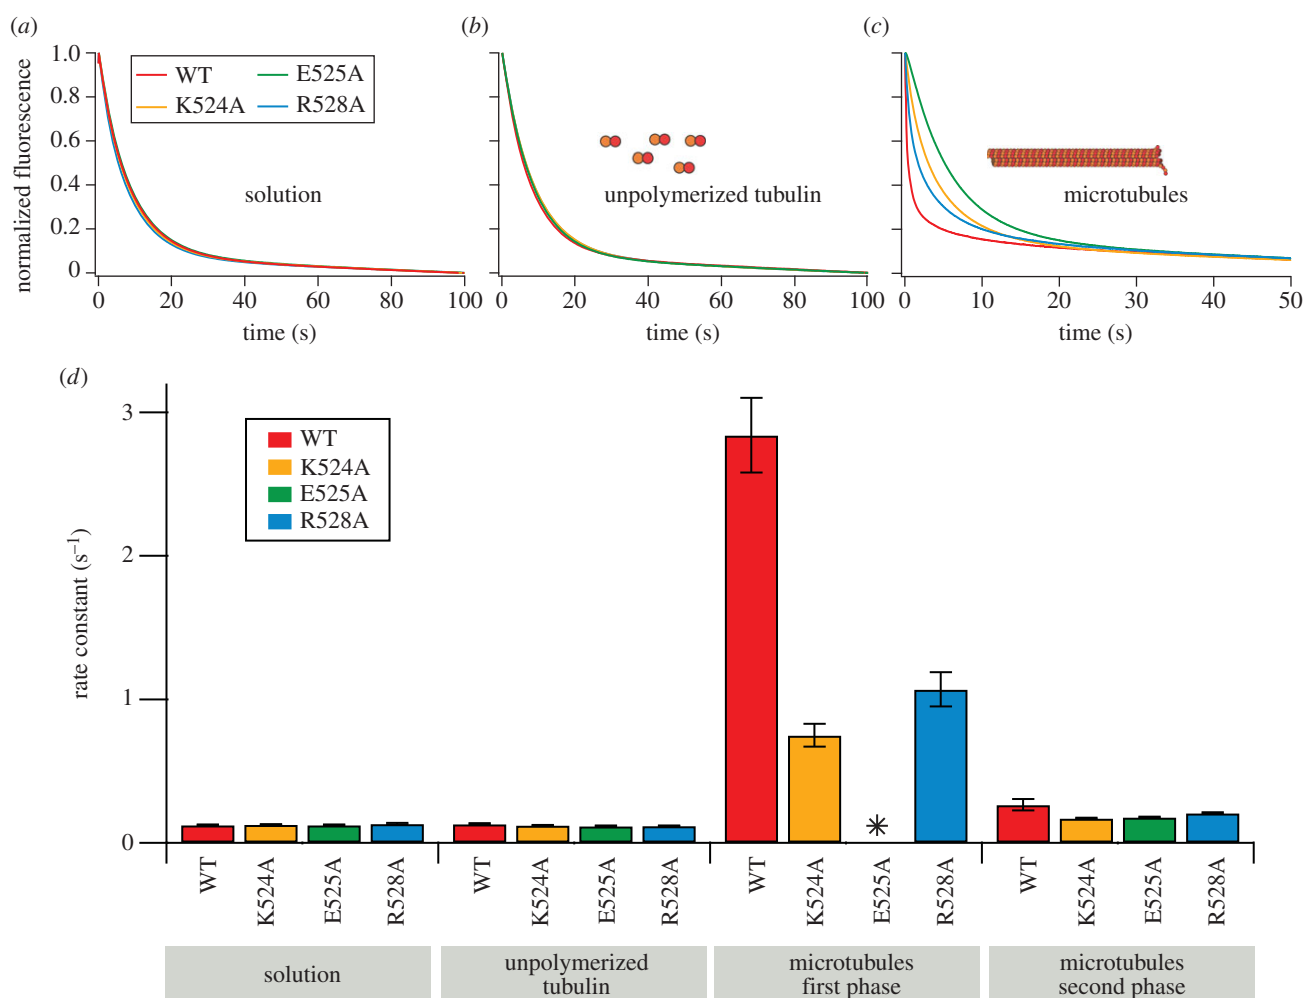 (a)
(b)
(c)
normalized fluorescence
1.0
0.8
0.6
0.4
0.2
0
WT
K524A
E525A
R528A
solution
0 20 40 60 80 100
time (s)
unpolymerized tubulin
0 20 40 60 80 100
time (s)
microtubules
0 10 20 30 40 50
time (s)
(d)
rate constant (s⁻¹)
3
2
1
0
WT
K524A
E525A
R528A
*
WT K524A E525A R528A
WT K524A E525A R528A
WT K524A E525A R528A
WT K524A E525A R528A
solution
unpolymerized
tubulin
microtubules
first phase
microtubules
second phase